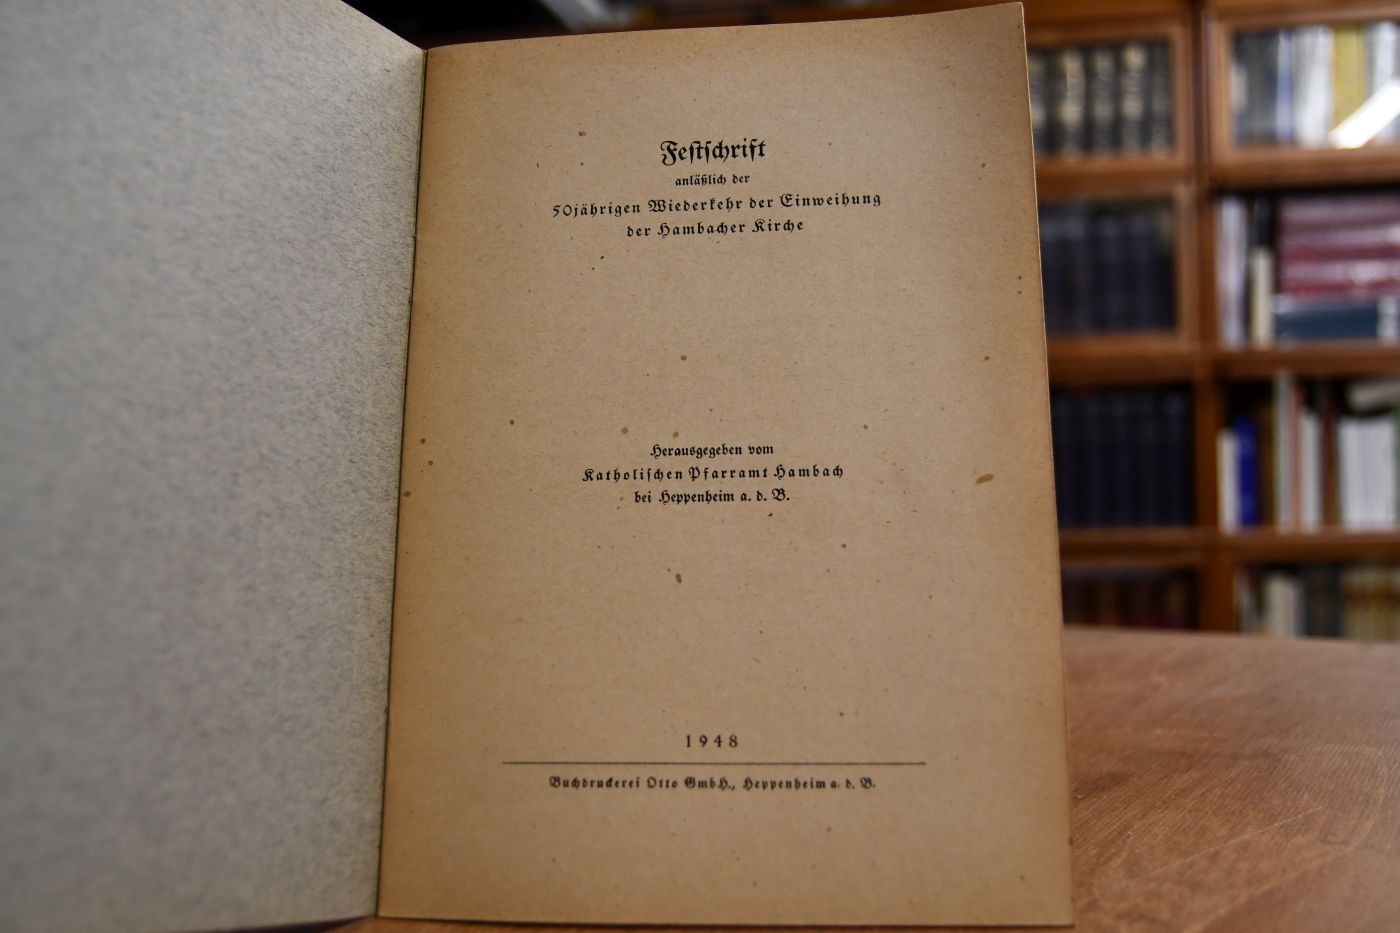 Festschrift
anläßlich der
50jährigen Wiederkehr der Einweihung
der Hambacher Kirche
Herausgegeben vom
Katholischen Pfarramt Hambach
bei Heppenheim a. d. B.
1948
Buchdruckerei Otto GmbH., Heppenheim a. d. B.